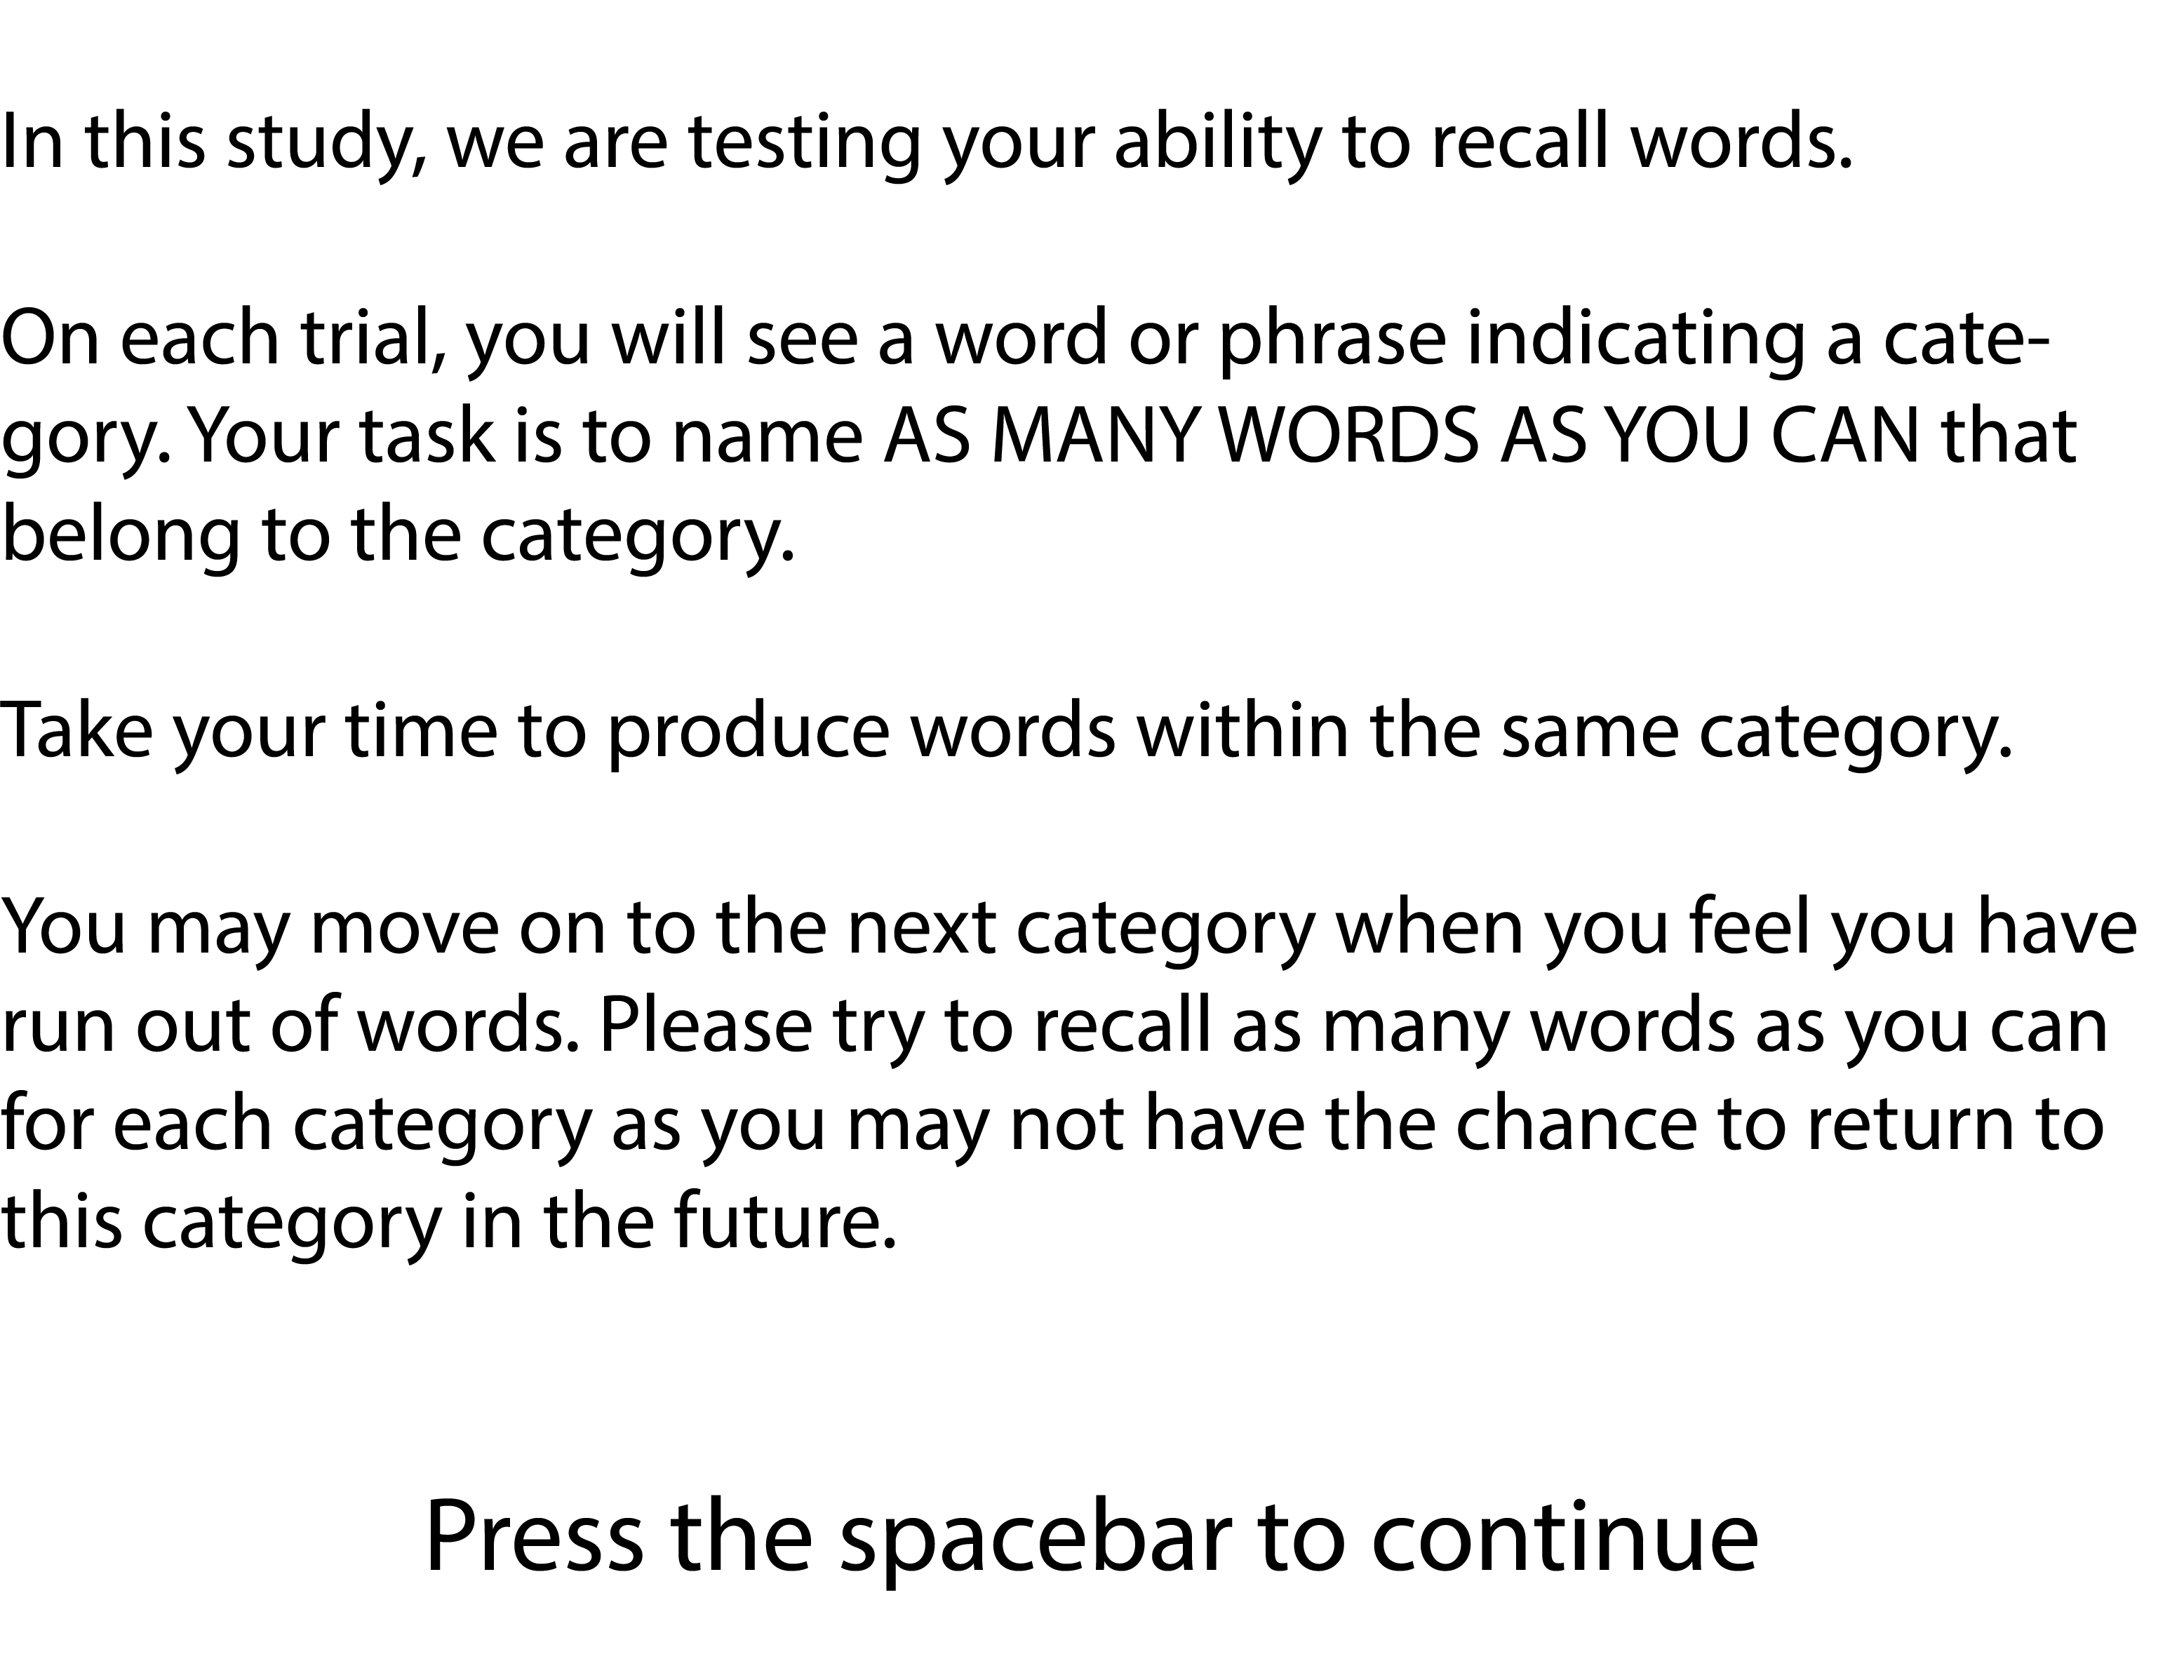 In this study, we are testing your ability to recall words.
On each trial, you will see a word or phrase indicating a cate-
gory. Your task is to name AS MANY WORDS AS YOU CAN that
belong to the category.
Take your time to produce words within the same category.
You may move on to the next category when you feel you have
run out of words. Please try to recall as many words as you can
for each category as you may not have the chance to return to
this category in the future.
Press the spacebar to continue